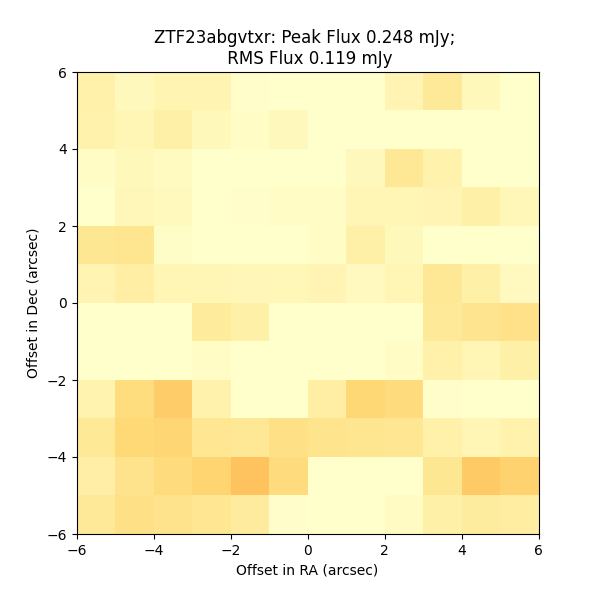 ZTF23abgvtxr: Peak Flux 0.248 mJy;
RMS Flux 0.119 mJy
6
4
2
0
−2
−4
−6
Offset in Dec (arcsec)
−6 −4 −2 0 2 4 6
Offset in RA (arcsec)